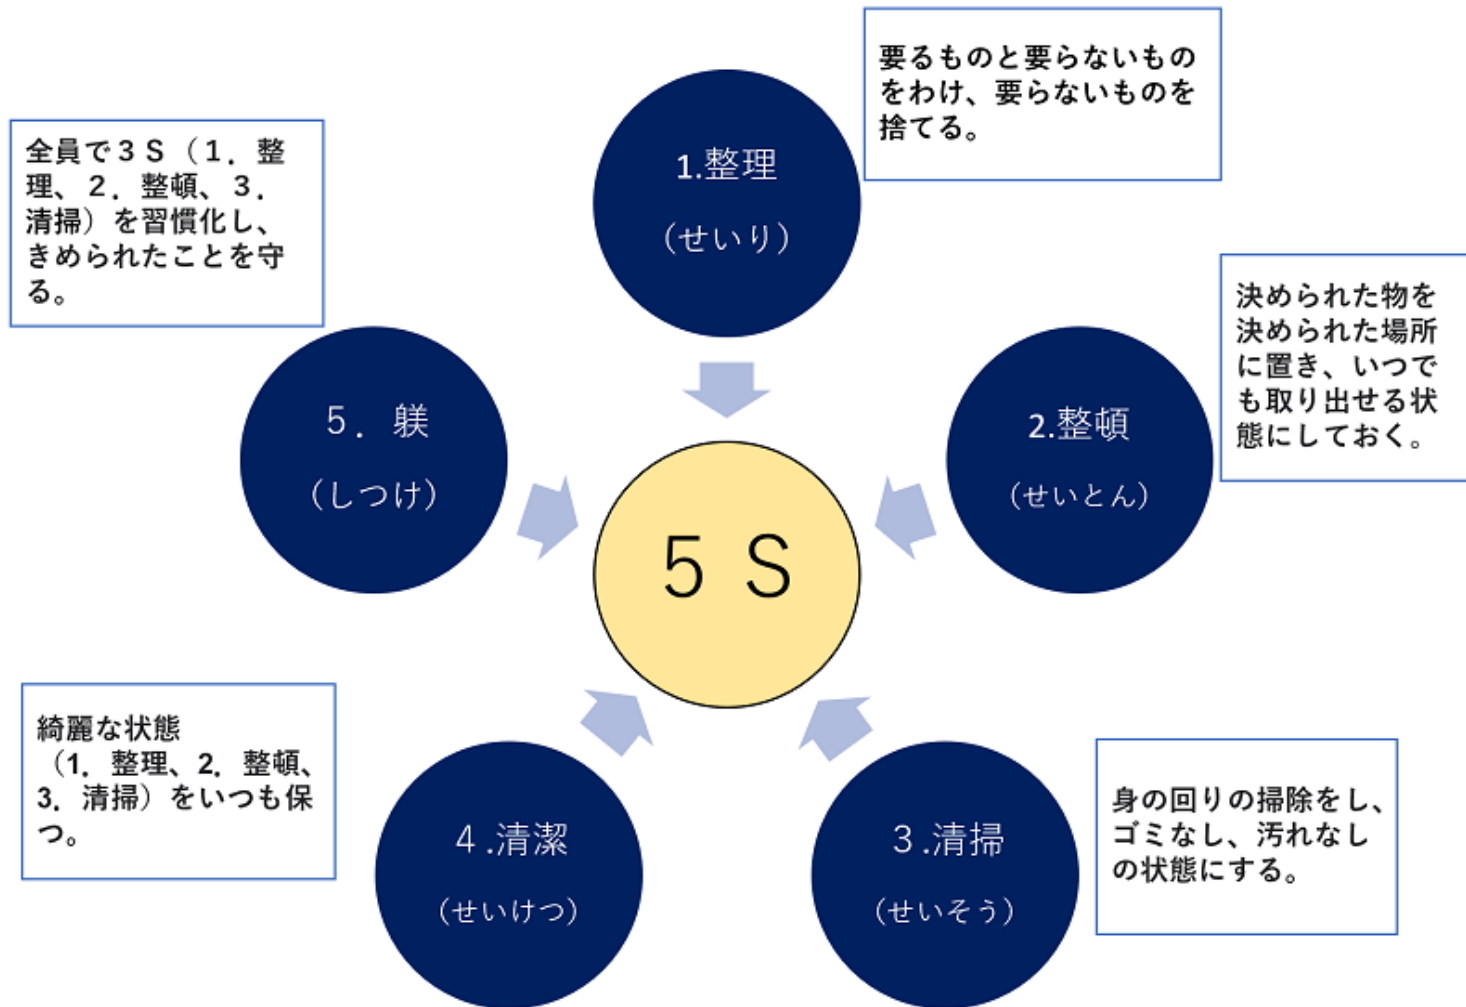 1.整理
（せいり）
要るものと要らないもの
をわけ、要らないものを
捨てる。
2.整頓
（せいとん）
決められた物を
決められた場所
に置き、いつで
も取り出せる状
態にしておく。
３.清掃
（せいそう）
身の回りの掃除をし、
ゴミなし、汚れなし
の状態にする。
４.清潔
（せいけつ）
綺麗な状態
（1．整理、2．整頓、
3．清掃）をいつも保
つ。
５．躾
（しつけ）
全員で３Ｓ（１．整
理、２．整頓、３．
清掃）を習慣化し、
きめられたことを守
る。
５Ｓ